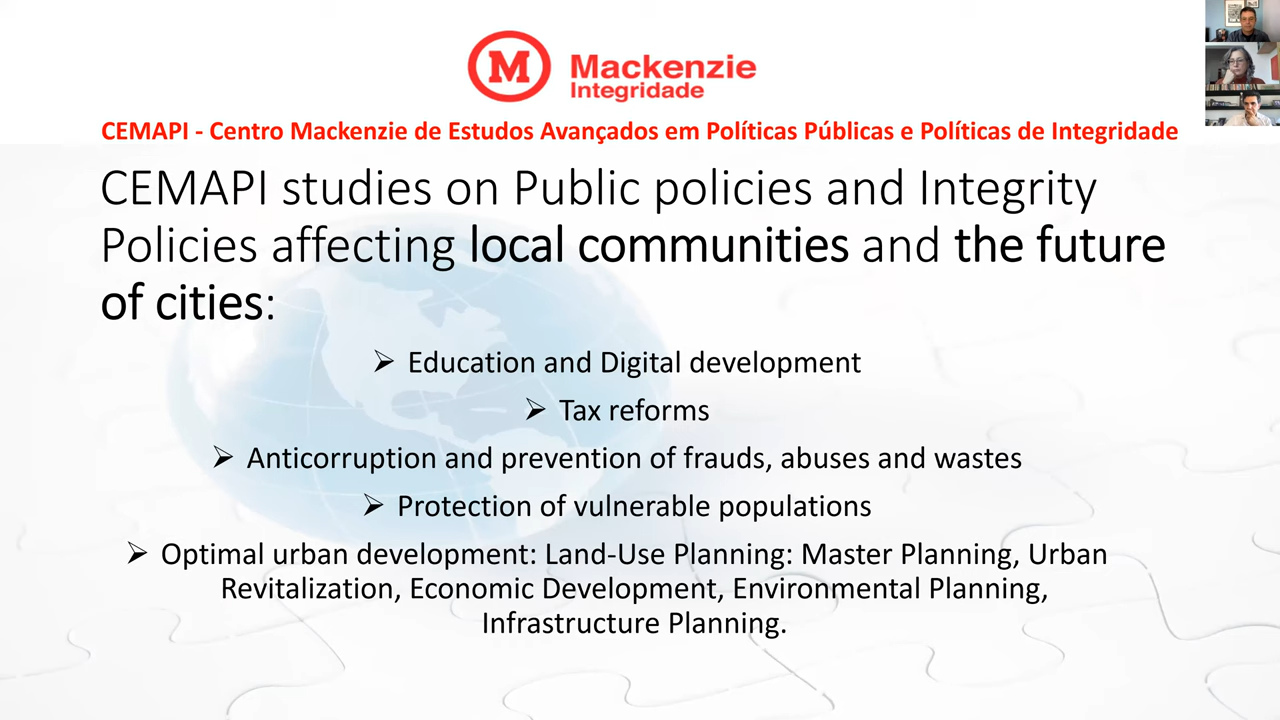 M
Mackenzie
Integridade
CEMAPI - Centro Mackenzie de Estudos Avançados em Políticas Públicas e Políticas de Integridade
CEMAPI studies on Public policies and Integrity
Policies affecting local communities and the future
of cities:
➢ Education and Digital development
➢ Tax reforms
➢ Anticorruption and prevention of frauds, abuses and wastes
➢ Protection of vulnerable populations
➢ Optimal urban development: Land-Use Planning: Master Planning, Urban
Revitalization, Economic Development, Environmental Planning,
Infrastructure Planning.